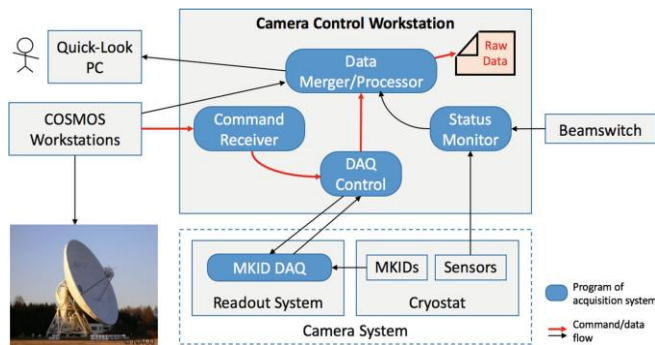 Camera Control Workstation
Quick-Look
PC
Data
Merger/Processor
Raw
Data
COSMOS
Workstations
Command
Receiver
Status
Monitor
Beamswitch
DAQ
Control
MKID DAQ
MKIDs
Sensors
Readout System
Cryostat
Camera System
Program of
acquisition system
Command/data
flow